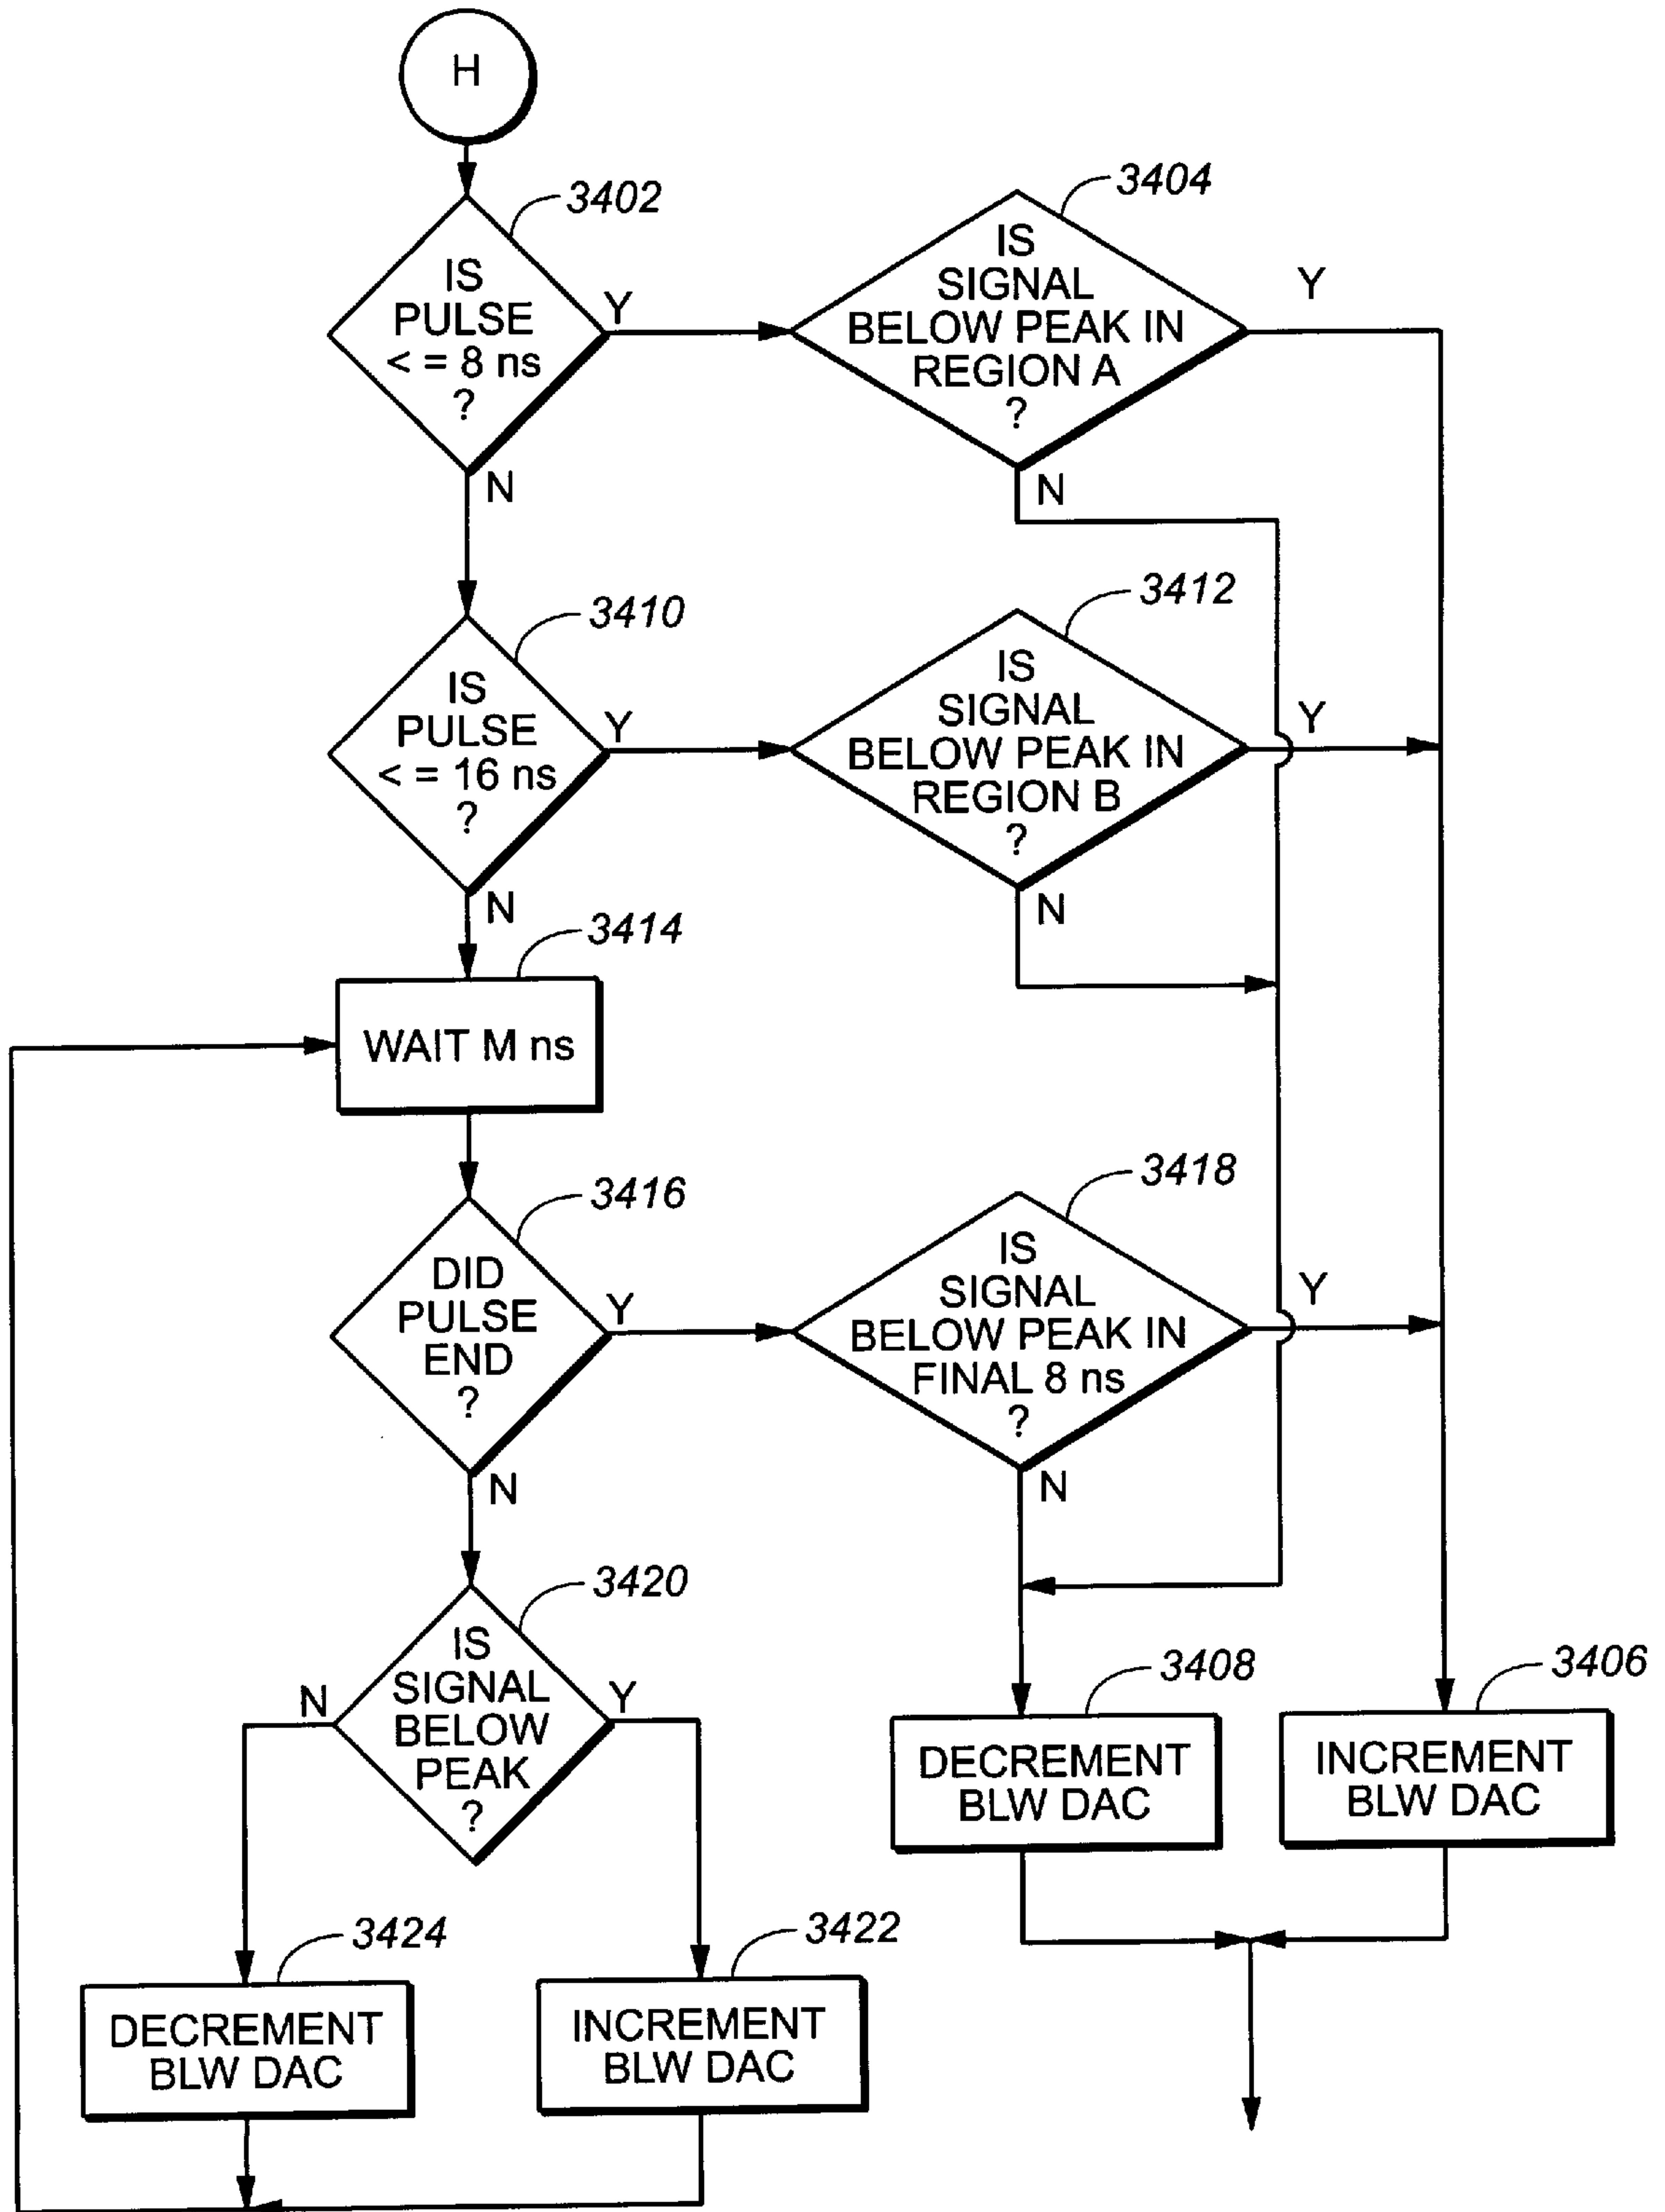 H
3402
IS
PULSE
< = 8 ns
?
Y
N
3404
IS
SIGNAL
BELOW PEAK IN
REGION A
?
Y
N
3410
IS
PULSE
< = 16 ns
?
Y
N
3412
IS
SIGNAL
BELOW PEAK IN
REGION B
?
Y
N
3414
WAIT M ns
3416
DID
PULSE
END
?
Y
N
3418
IS
SIGNAL
BELOW PEAK IN
FINAL 8 ns
?
Y
N
3420
IS
SIGNAL
BELOW
PEAK
?
N
Y
3408
DECREMENT
BLW DAC
3406
INCREMENT
BLW DAC
3424
DECREMENT
BLW DAC
3422
INCREMENT
BLW DAC